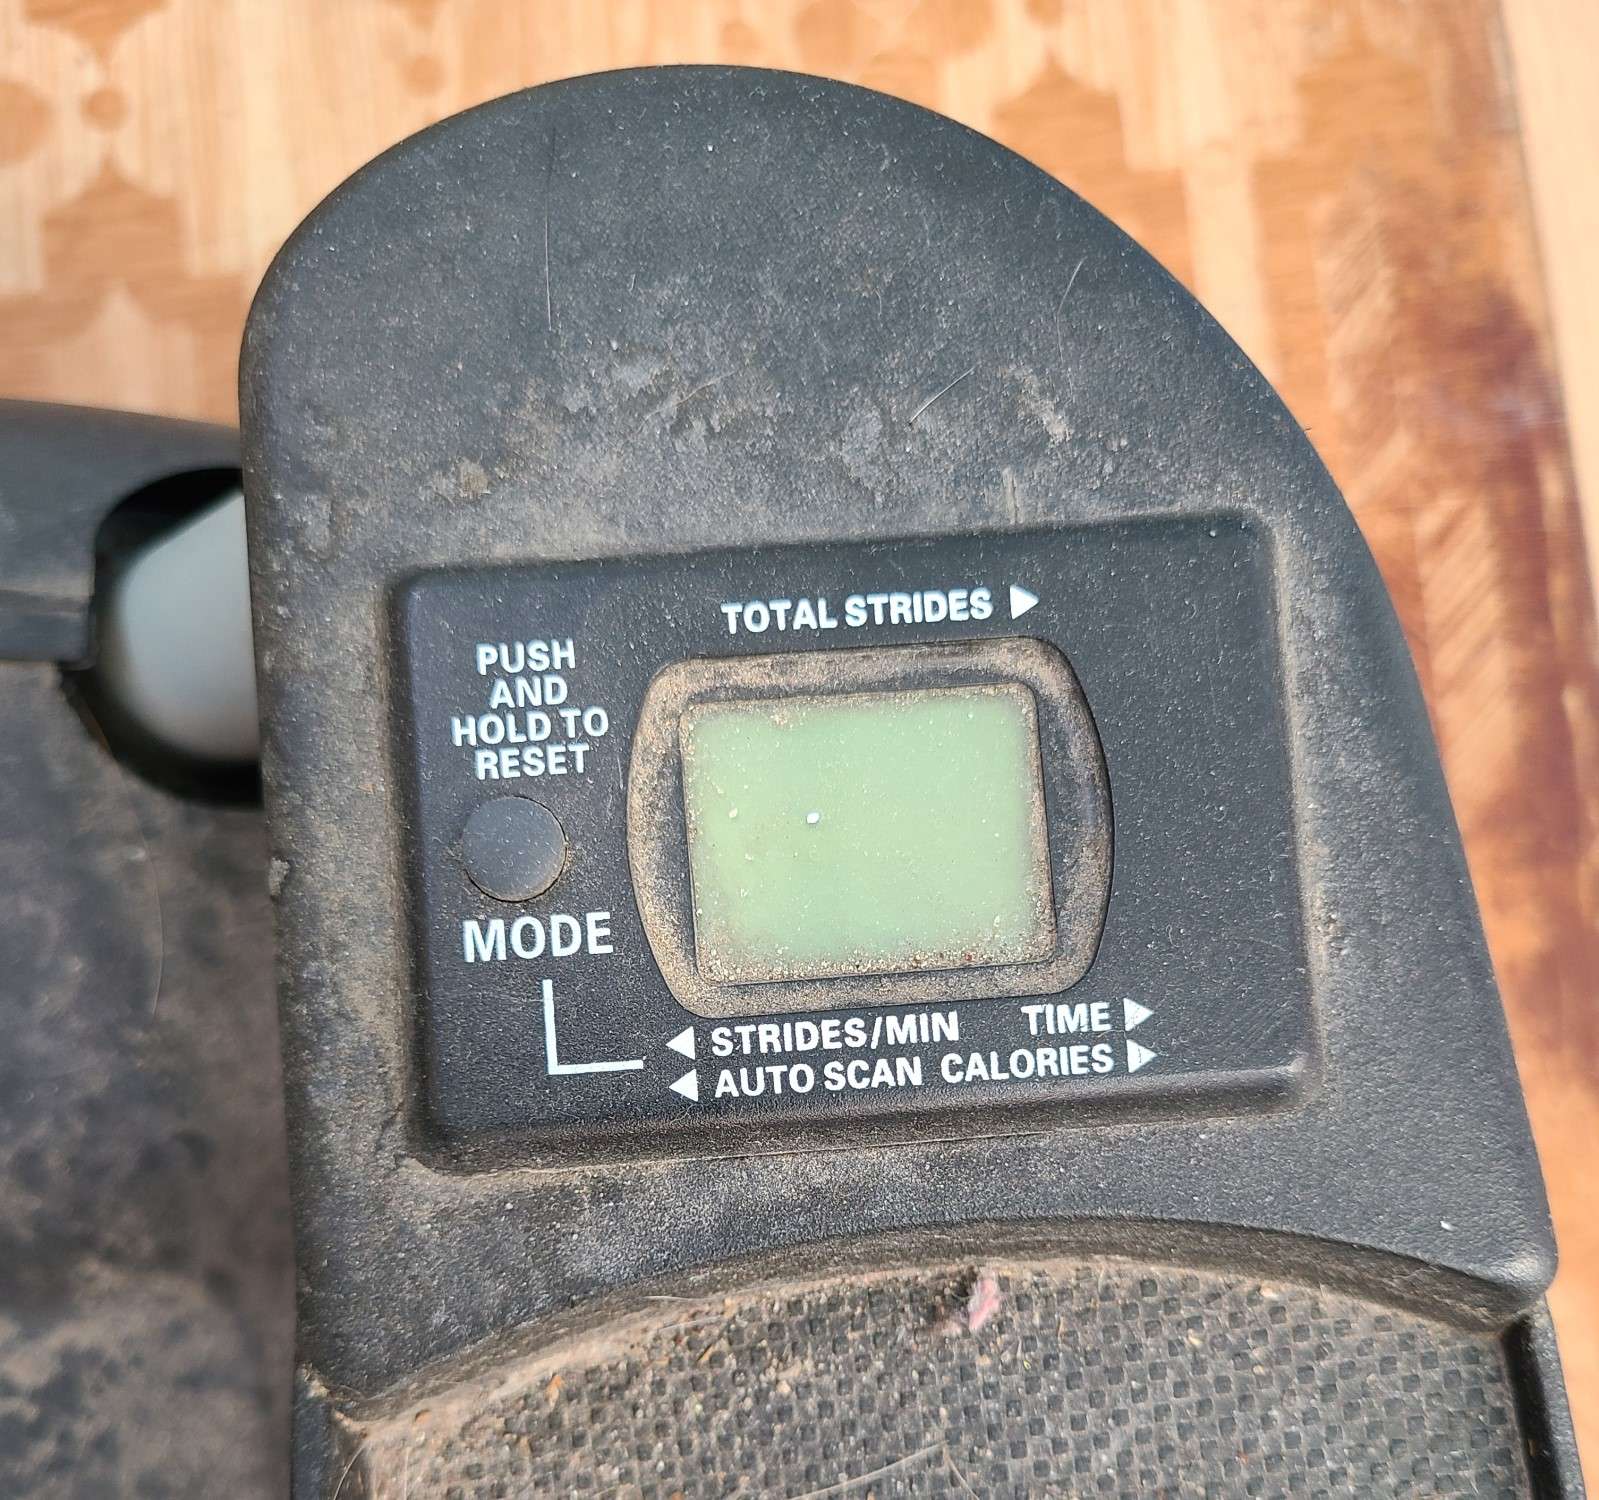 TOTAL STRIDES ▶
PUSH
AND
HOLD TO
RESET
MODE
◀ STRIDES/MIN TIME ▶
◀ AUTO SCAN CALORIES ▶